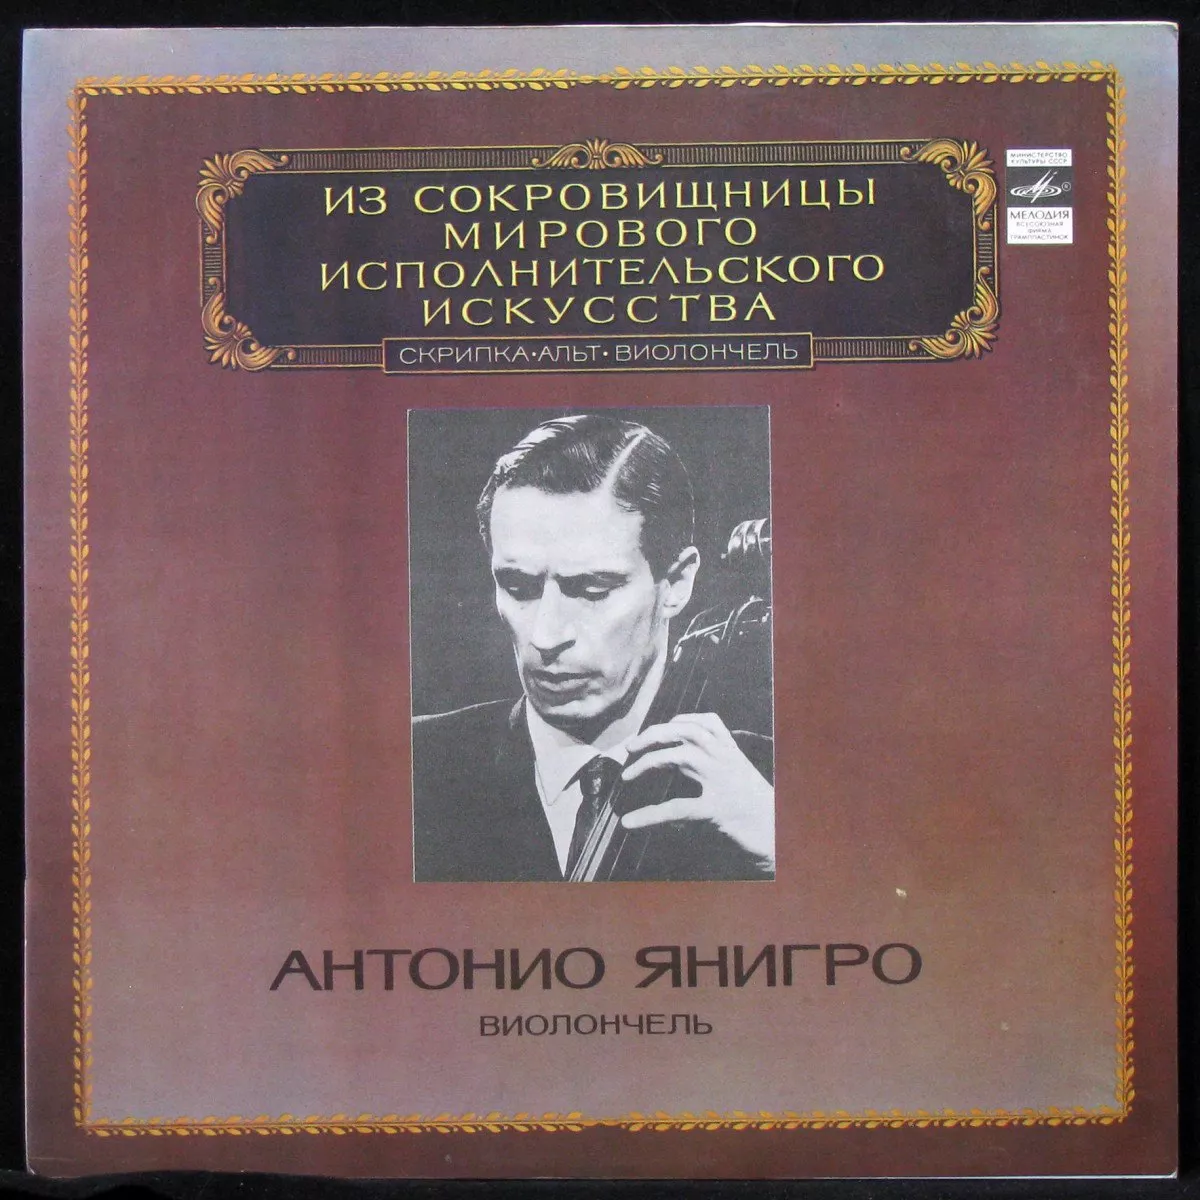 ИЗ СОКРОВИЩНИЦЫ
МИРОВОГО
ИСПОЛНИТЕЛЬСКОГО
ИСКУССТВА
СКРИПКА·АЛЬТ·ВИОЛОНЧЕЛЬ
МИНИСТЕРСТВО
КУЛЬТУРЫ СССР
®
МЕЛОДИЯ
ВСЕСОЮЗНАЯ
ФИРМА
ГРАМПЛАСТИНОК
АНТОНИО ЯНИГРО
ВИОЛОНЧЕЛЬ